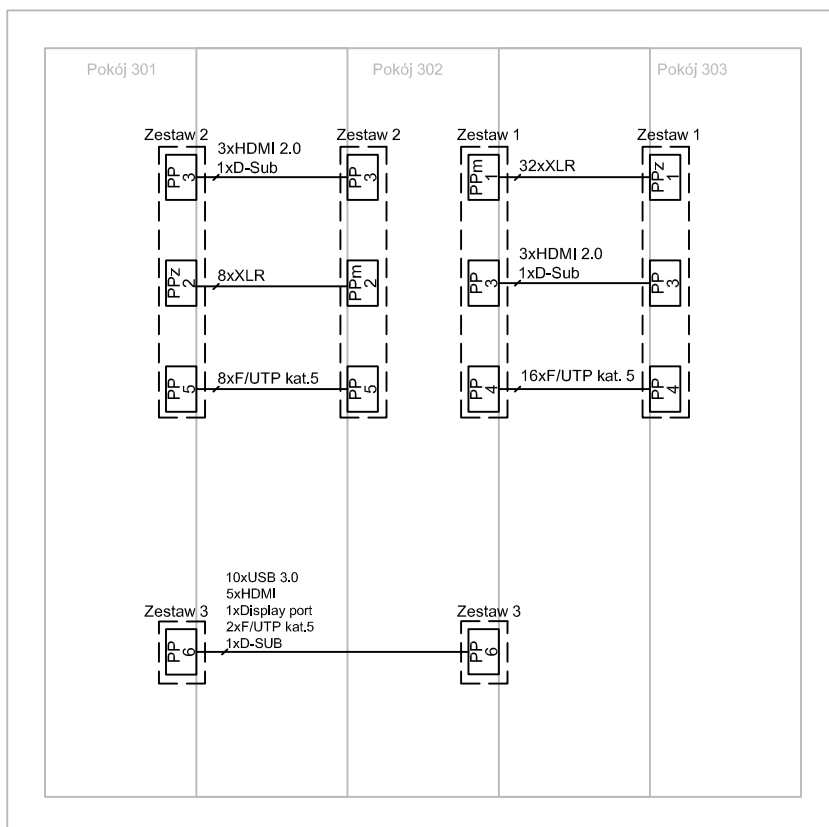 Pokój 301
Pokój 302
Pokój 303
Zestaw 2
Zestaw 2
Zestaw 1
Zestaw 1
3xHDMI 2.0
1xD-Sub
32xXLR
PP
3
PP
3
PPm
1
PPz
1
3xHDMI 2.0
1xD-Sub
8xXLR
PPz
2
PPm
2
PP
3
PP
3
8xF/UTP kat.5
16xF/UTP kat. 5
PP
5
PP
5
PP
4
PP
4
10xUSB 3.0
5xHDMI
1xDisplay port
2xF/UTP kat.5
1xD-SUB
Zestaw 3
Zestaw 3
PP
6
PP
6